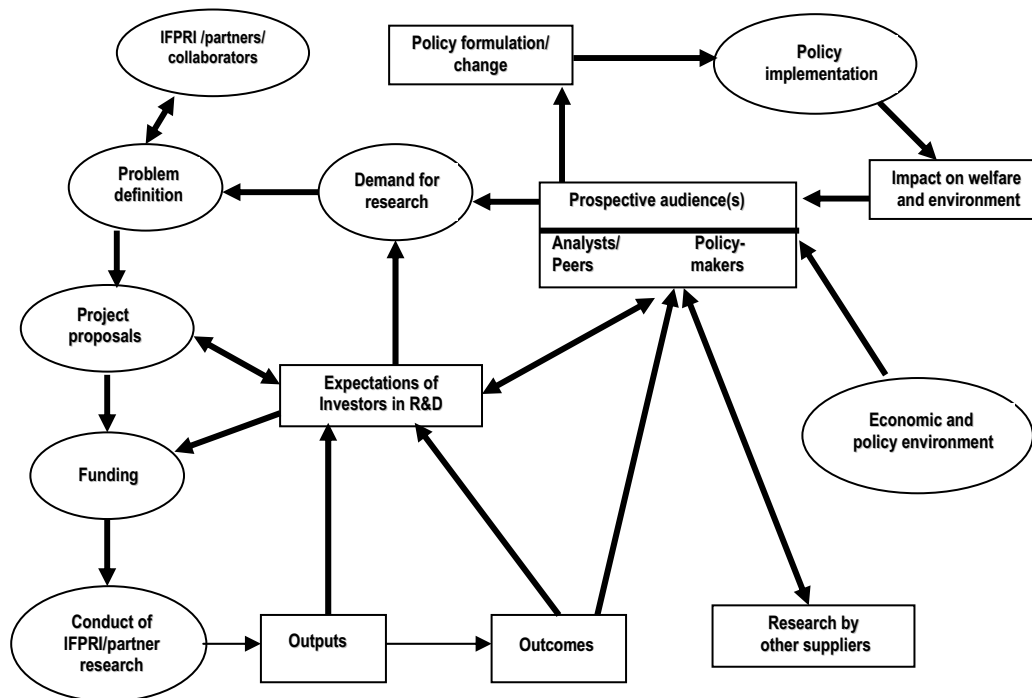 IFPRI /partners/
collaborators
Policy formulation/
change
Policy
implementation
Problem
definition
Demand for
research
Prospective audience(s)
Analysts/
Peers
Policy-
makers
Impact on welfare
and environment
Project
proposals
Expectations of
Investors in R&D
Economic and
policy environment
Funding
Conduct of
IFPRI/partner
research
Outputs
Outcomes
Research by
other suppliers